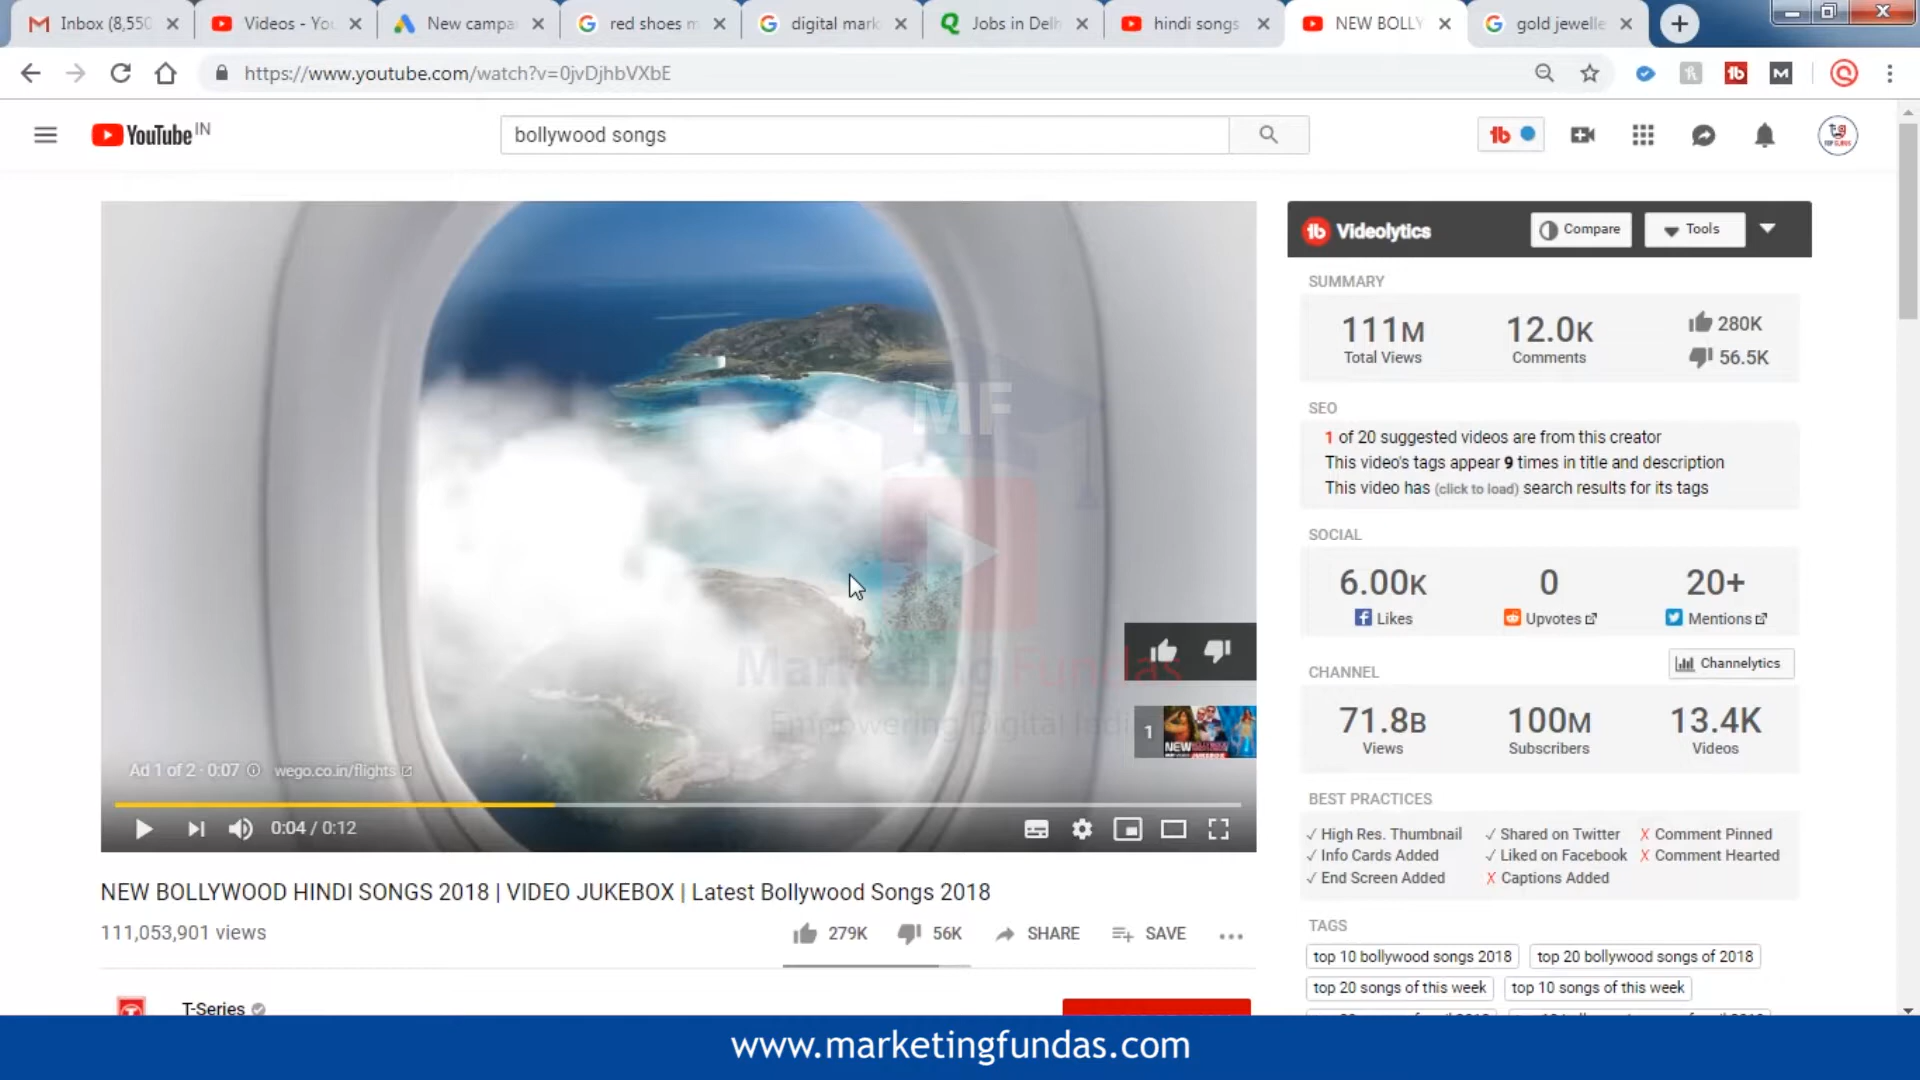 Inbox (8,550
Videos - You
New campa
red shoes m
digital mark
Jobs in Delh
hindi songs
NEW BOLLY
gold jewelle
https://www.youtube.com/watch?v=0jvDjhbVXbE
YouTube IN
bollywood songs
Videolytics
Compare
Tools
SUMMARY
111M 12.0K 280K
Total Views Comments 56.5K
SEO
1 of 20 suggested videos are from this creator
This video's tags appear 9 times in title and description
This video has (click to load) search results for its tags
SOCIAL
6.00K 0 20+
Likes Upvotes Mentions
CHANNEL
Channelytics
71.8B 100M 13.4K
Views Subscribers Videos
BEST PRACTICES
√ High Res. Thumbnail √ Shared on Twitter X Comment Pinned
√ Info Cards Added √ Liked on Facebook X Comment Hearted
√ End Screen Added X Captions Added
TAGS
top 10 bollywood songs 2018
top 20 bollywood songs of 2018
top 20 songs of this week
top 10 songs of this week
MF
Marketing Fundas
Empowering Digital Indi
1
NEW
Ad 1 of 2 · 0:07
wego.co.in/flights
0:04 / 0:12
NEW BOLLYWOOD HINDI SONGS 2018 | VIDEO JUKEBOX | Latest Bollywood Songs 2018
111,053,901 views
279K 56K SHARE SAVE
T-Series
www.marketingfundas.com